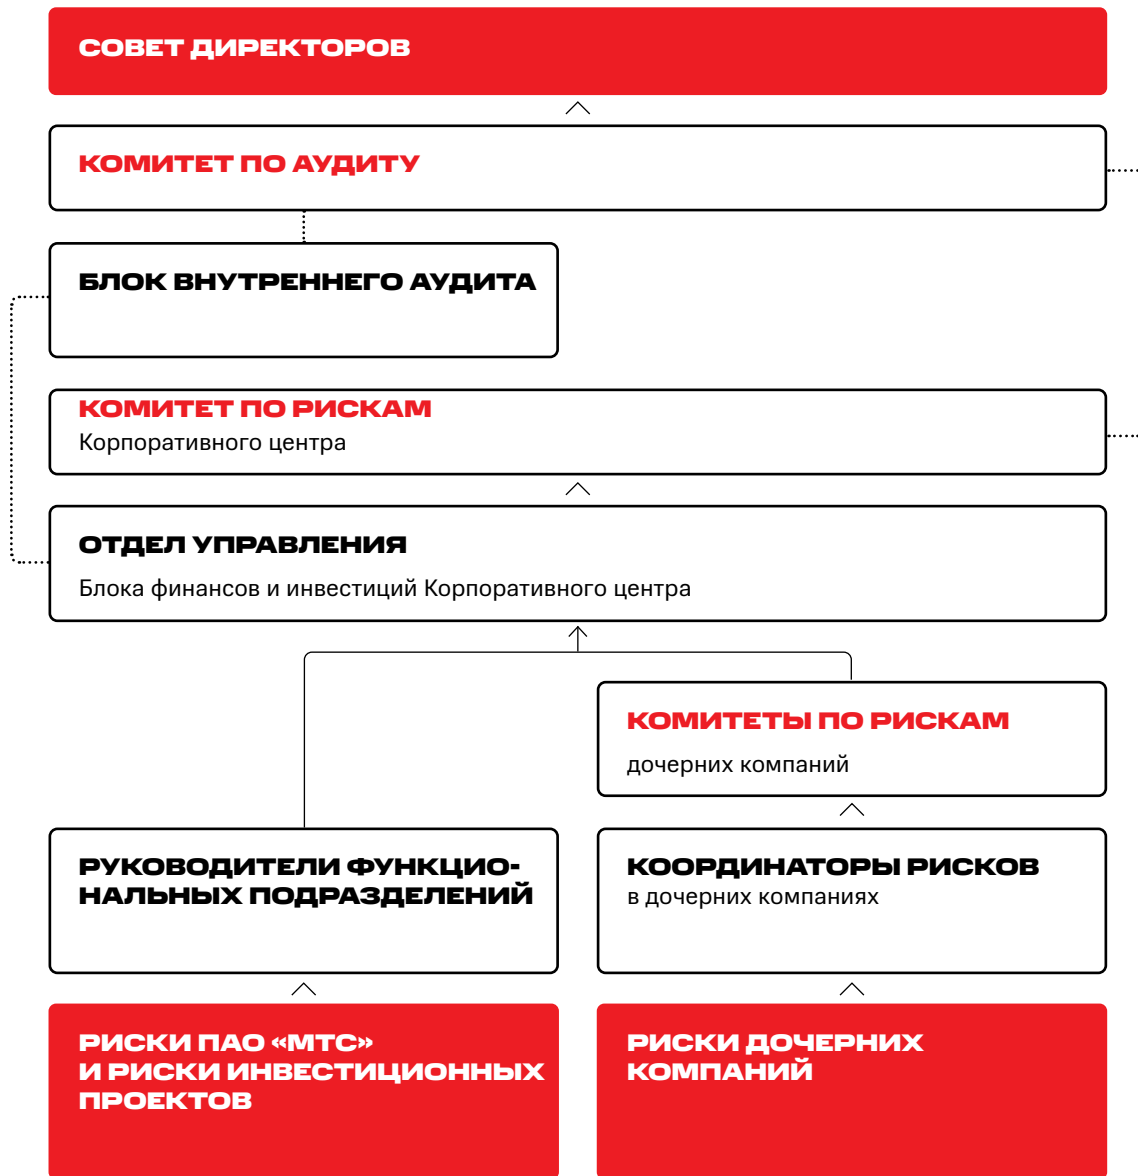 СОВЕТ ДИРЕКТОРОВ
КОМИТЕТ ПО АУДИТУ
БЛОК ВНУТРЕННЕГО АУДИТА
КОМИТЕТ ПО РИСКАМ
Корпоративного центра
ОТДЕЛ УПРАВЛЕНИЯ
Блока финансов и инвестиций Корпоративного центра
КОМИТЕТЫ ПО РИСКАМ
дочерних компаний
РУКОВОДИТЕЛИ ФУНКЦИО-
НАЛЬНЫХ ПОДРАЗДЕЛЕНИЙ
КООРДИНАТОРЫ РИСКОВ
в дочерних компаниях
РИСКИ ПАО «МТС»
И РИСКИ ИНВЕСТИЦИОННЫХ
ПРОЕКТОВ
РИСКИ ДОЧЕРНИХ
КОМПАНИЙ